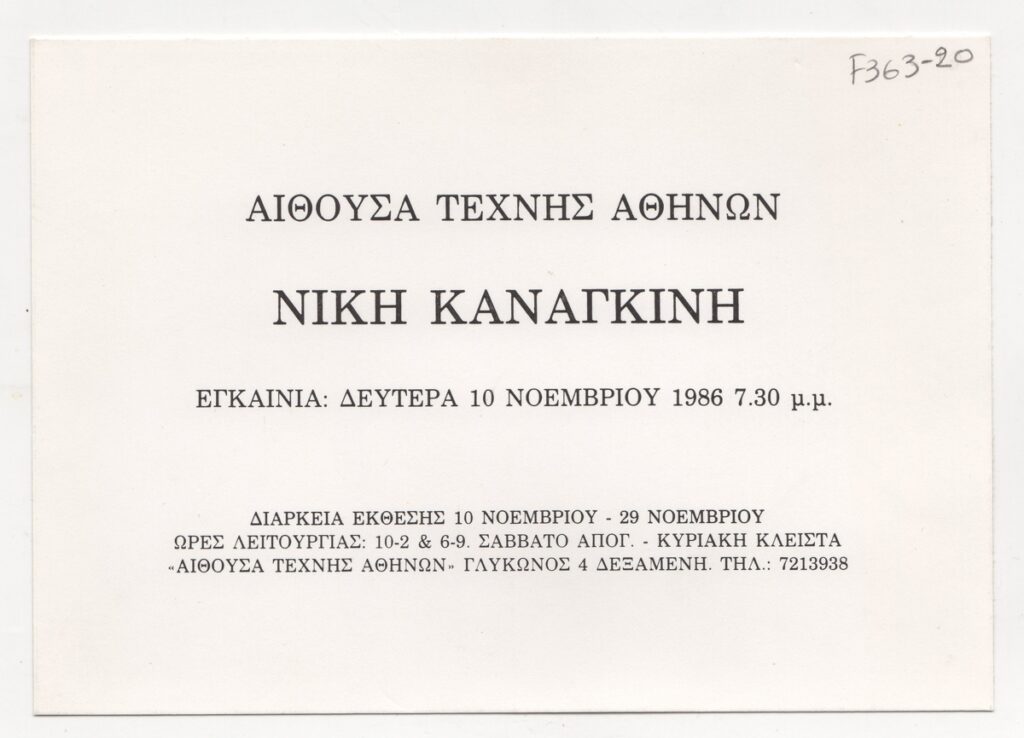 F363-20
ΑΙΘΟΥΣΑ ΤΕΧΝΗΣ ΑΘΗΝΩΝ
ΝΙΚΗ ΚΑΝΑΓΚΙΝΗ
ΕΓΚΑΙΝΙΑ: ΔΕΥΤΕΡΑ 10 ΝΟΕΜΒΡΙΟΥ 1986 7.30 μ.μ.
ΔΙΑΡΚΕΙΑ ΕΚΘΕΣΗΣ 10 ΝΟΕΜΒΡΙΟΥ - 29 ΝΟΕΜΒΡΙΟΥ
ΩΡΕΣ ΛΕΙΤΟΥΡΓΙΑΣ: 10-2 & 6-9. ΣΑΒΒΑΤΟ ΑΠΟΓ. - ΚΥΡΙΑΚΗ ΚΛΕΙΣΤΑ
«ΑΙΘΟΥΣΑ ΤΕΧΝΗΣ ΑΘΗΝΩΝ» ΓΛΥΚΩΝΟΣ 4 ΔΕΞΑΜΕΝΗ. ΤΗΛ.: 7213938